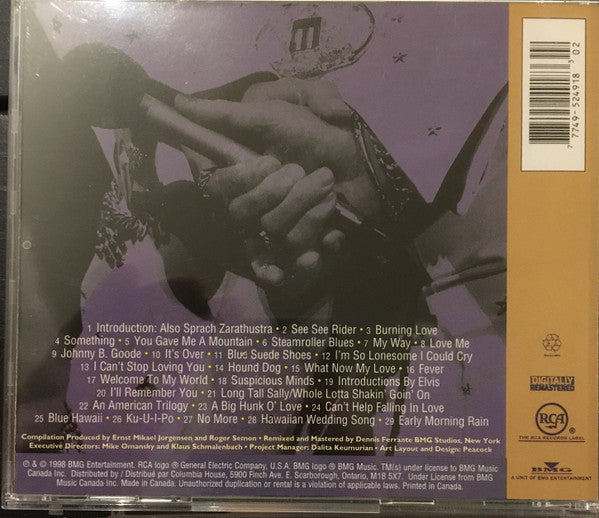 7 7749-52491 8 3 02
1 Introduction: Also Sprach Zarathustra • 2 See See Rider • 3 Burning Love
4 Something • 5 You Gave Me A Mountain • 6 Steamroller Blues • 7 My Way • 8 Love Me
9 Johnny B. Goode • 10 It's Over • 11 Blue Suede Shoes • 12 I'm So Lonesome I Could Cry
13 I Can't Stop Loving You • 14 Hound Dog • 15 What Now My Love • 16 Fever
17 Welcome To My World • 18 Suspicious Minds • 19 Introductions By Elvis
20 I'll Remember You • 21 Long Tall Sally/Whole Lotta Shakin' Goin' On
22 An American Trilogy • 23 A Big Hunk O' Love • 24 Can't Help Falling In Love
25 Blue Hawaii • 26 Ku-U-I-Po • 27 No More • 28 Hawaiian Wedding Song • 29 Early Morning Rain
Compilation Produced by Ernst Mikael Jorgensen and Roger Semon • Remixed and Mastered by Dennis Ferrante BMG Studios, New York
Executive Directors: Mike Omansky and Klaus Schmalenbach • Project Manager: Dalita Keumurian • Art Layout and Design: Peacock
℗ & © 1998 BMG Entertainment. RCA logo ® General Electric Company, U.S.A. BMG logo ® BMG Music. TM(s) under license to BMG Music
Canada Inc. Distributed by / Distribué par Columbia House, 5900 Finch Ave. E. Scarborough, Ontario, M1B 5X7. Under License from BMG
Music Canada Inc. Made in Canada. Unauthorized duplication or rental is a violation of applicable laws. Printed in Canada.
DIGITALLY
REMASTERED
RCA ®
THE RCA RECORDS LABEL
BMG
A UNIT OF BMG ENTERTAINMENT